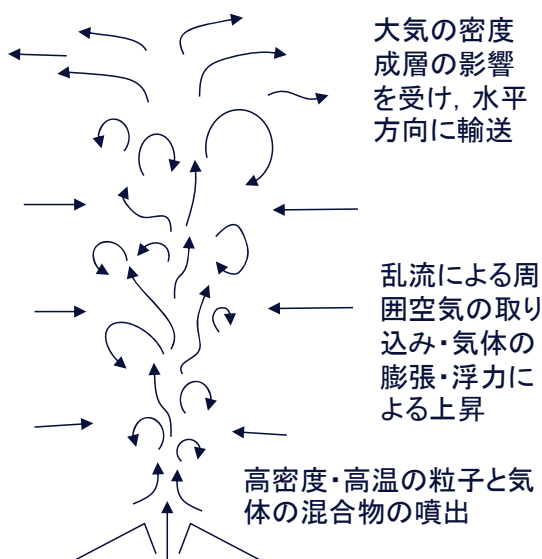 大気の密度
成層の影響
を受け, 水平
方向に輸送
乱流による周
囲空気の取り
込み・気体の
膨張・浮力に
よる上昇
高密度・高温の粒子と気
体の混合物の噴出